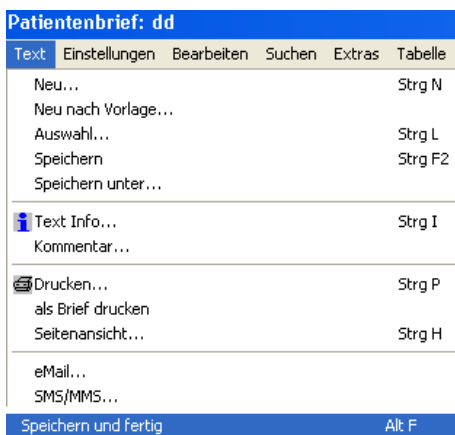 Patientenbrief: dd
Text Einstellungen Bearbeiten Suchen Extras Tabelle
Neu... Strg N
Neu nach Vorlage...
Auswahl... Strg L
Speichern Strg F2
Speichern unter...
Text Info... Strg I
Kommentar...
Drucken... Strg P
als Brief drucken
Seitenansicht... Strg H
eMail...
SMS/MMS...
Speichern und fertig Alt F